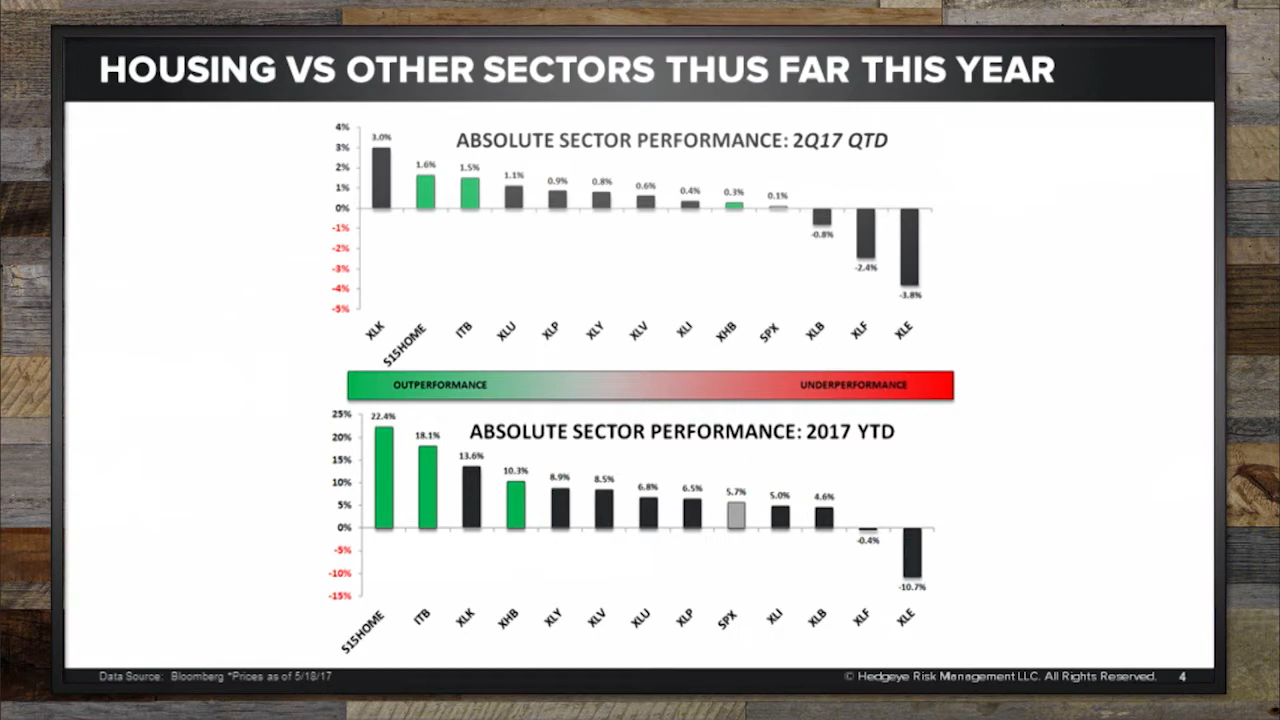 HOUSING VS OTHER SECTORS THUS FAR THIS YEAR
ABSOLUTE SECTOR PERFORMANCE: 2Q17 QTD
4%
3%
2%
1%
0%
-1%
-2%
-3%
-4%
-5%
3.0%
1.6%
1.5%
1.1%
0.9%
0.8%
0.6%
0.4%
0.3%
0.1%
-0.8%
-2.4%
-3.8%
XLK
S15HOME
ITB
XLU
XLP
XLY
XLV
XLI
XHB
SPX
XLB
XLF
XLE
OUTPERFORMANCE
UNDERPERFORMANCE
ABSOLUTE SECTOR PERFORMANCE: 2017 YTD
25%
20%
15%
10%
5%
0%
-5%
-10%
-15%
22.4%
18.1%
13.6%
10.3%
8.9%
8.5%
6.8%
6.5%
5.7%
5.0%
4.6%
-0.4%
-10.7%
S15HOME
ITB
XLK
XHB
XLY
XLV
XLU
XLP
SPX
XLI
XLB
XLF
XLE
Data Source: Bloomberg *Prices as of 5/18/17
© Hedgeye Risk Management LLC. All Rights Reserved.
4